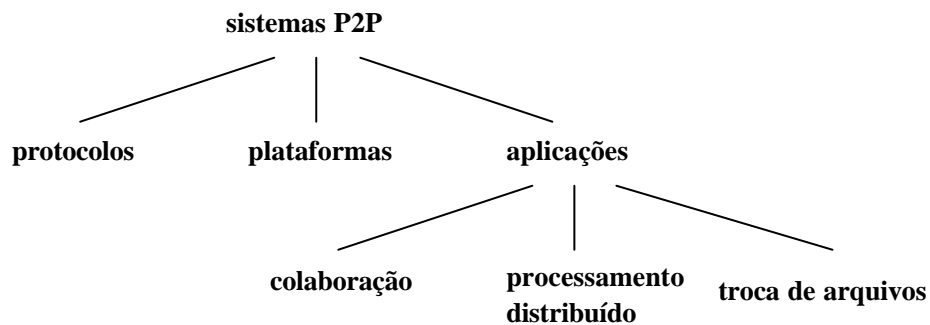 sistemas P2P
protocolos
plataformas
aplicações
colaboração
processamento
distribuído
troca de arquivos